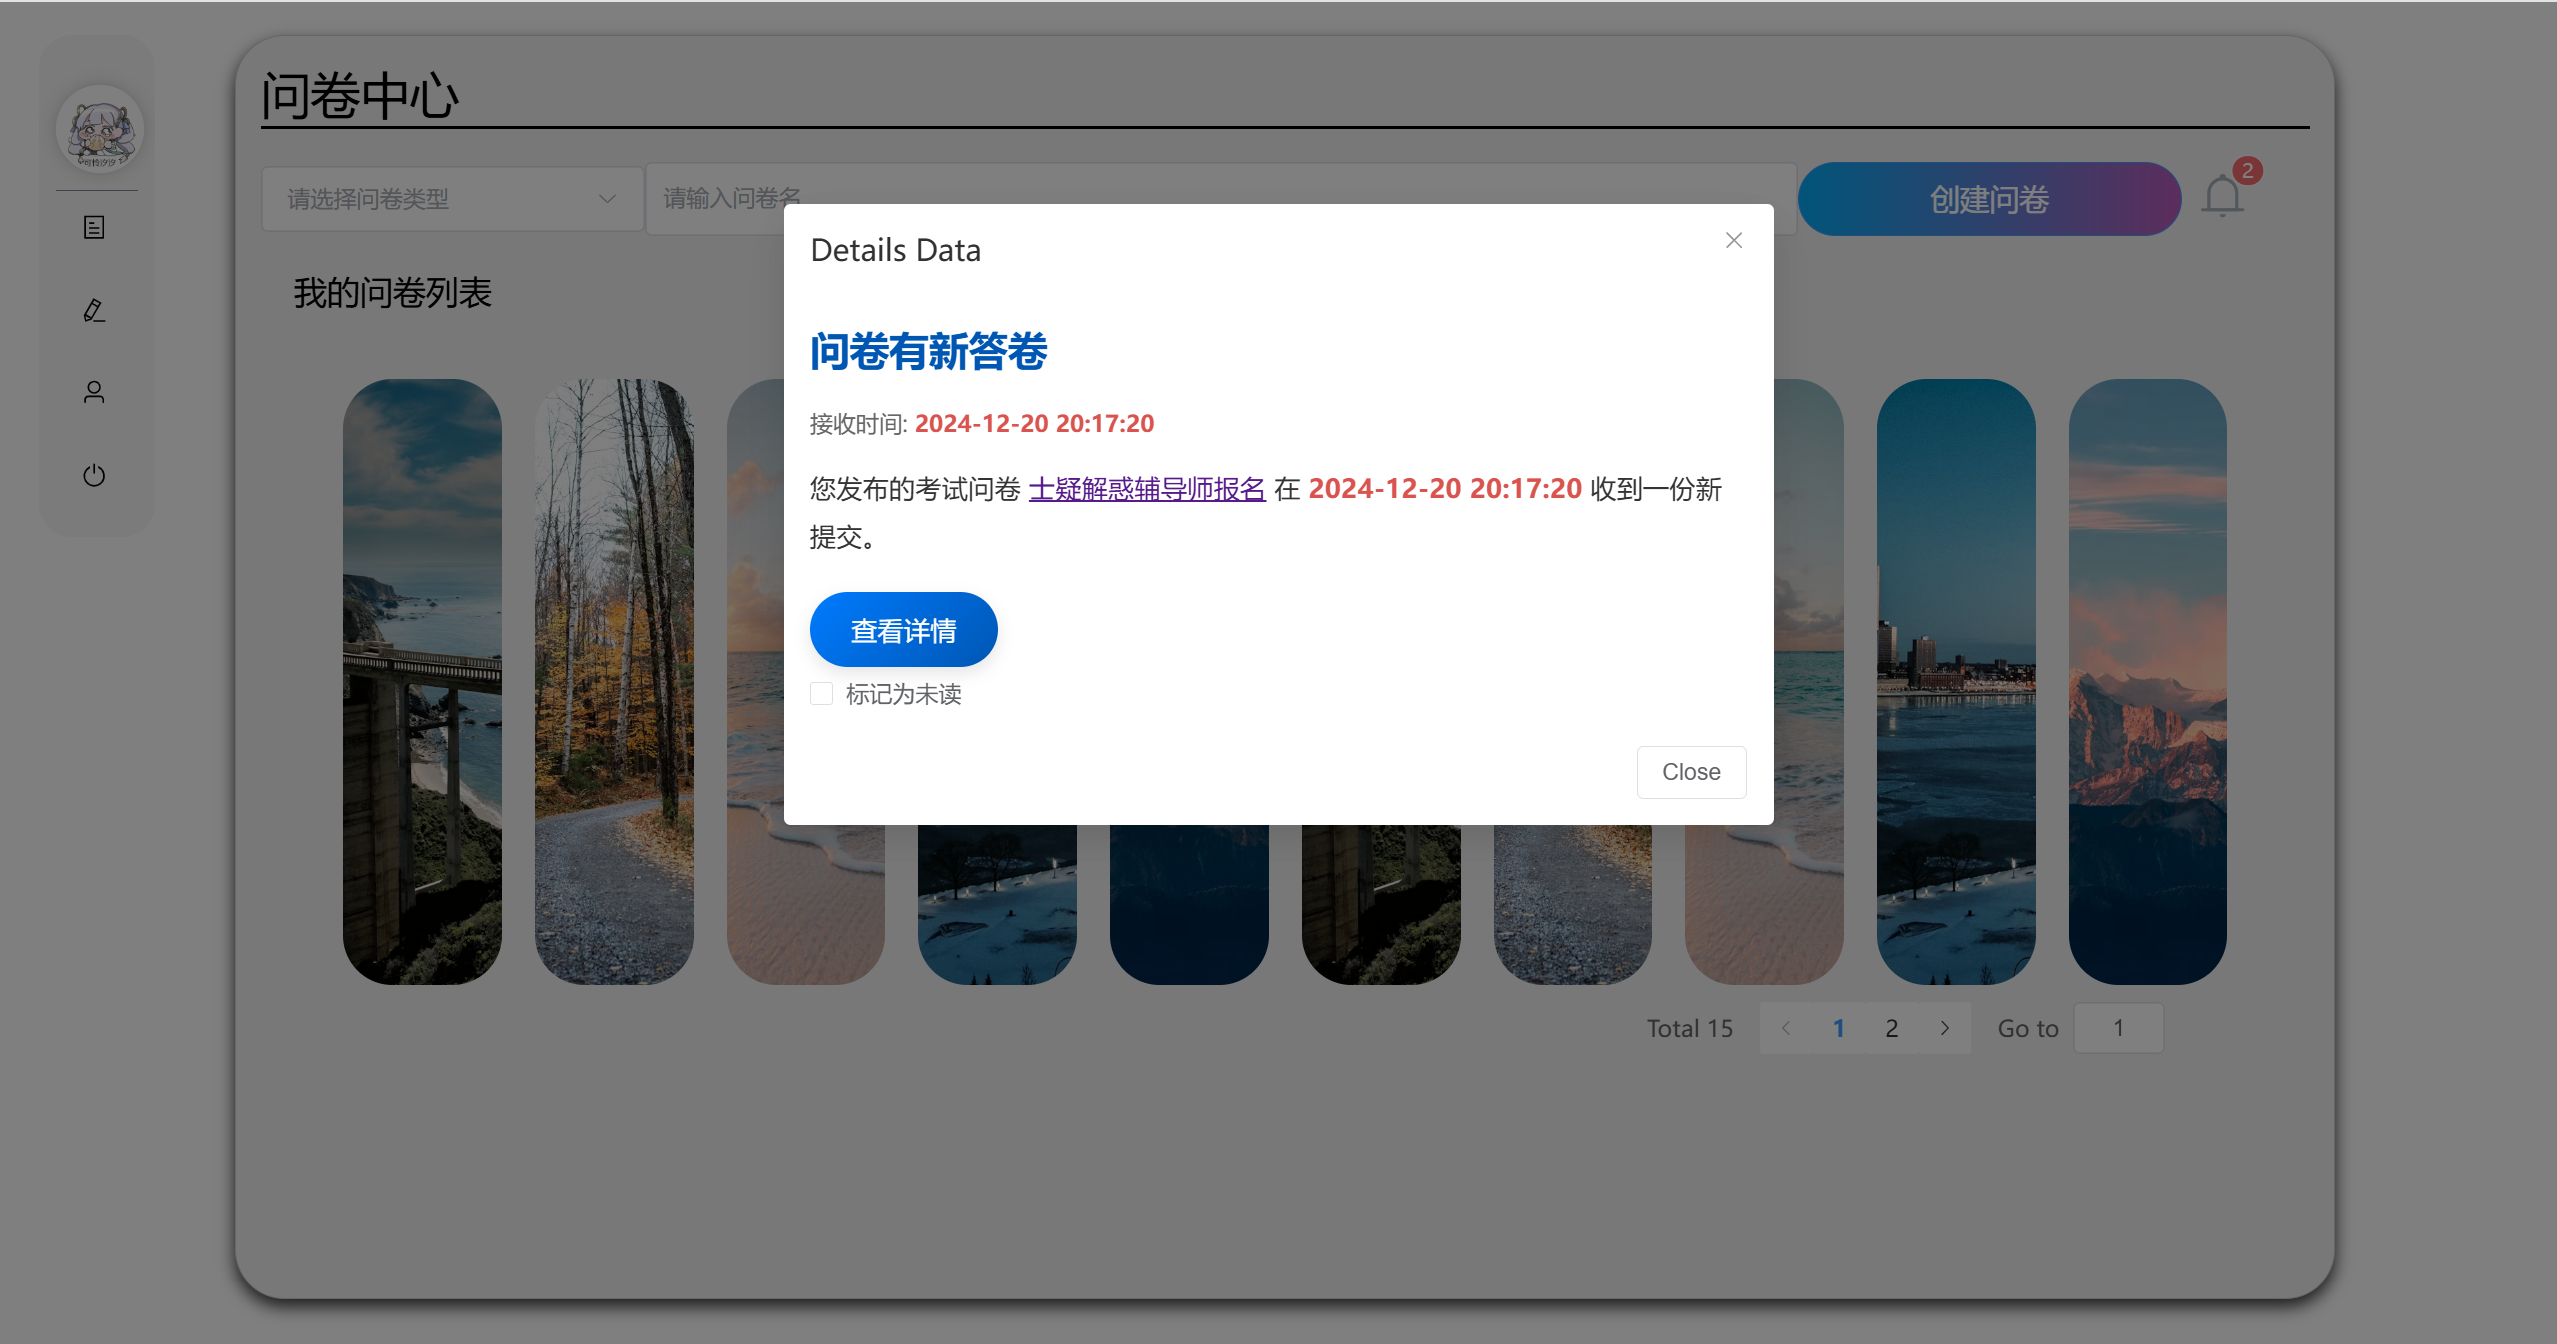 问卷中心
请选择问卷类型
请输入问卷名
创建问卷
2
我的问卷列表
Details Data
问卷有新答卷
接收时间: 2024-12-20 20:17:20
您发布的考试问卷 士疑解惑辅导师报名 在 2024-12-20 20:17:20 收到一份新
提交。
查看详情
标记为未读
Close
Total 15
1
2
Go to
1